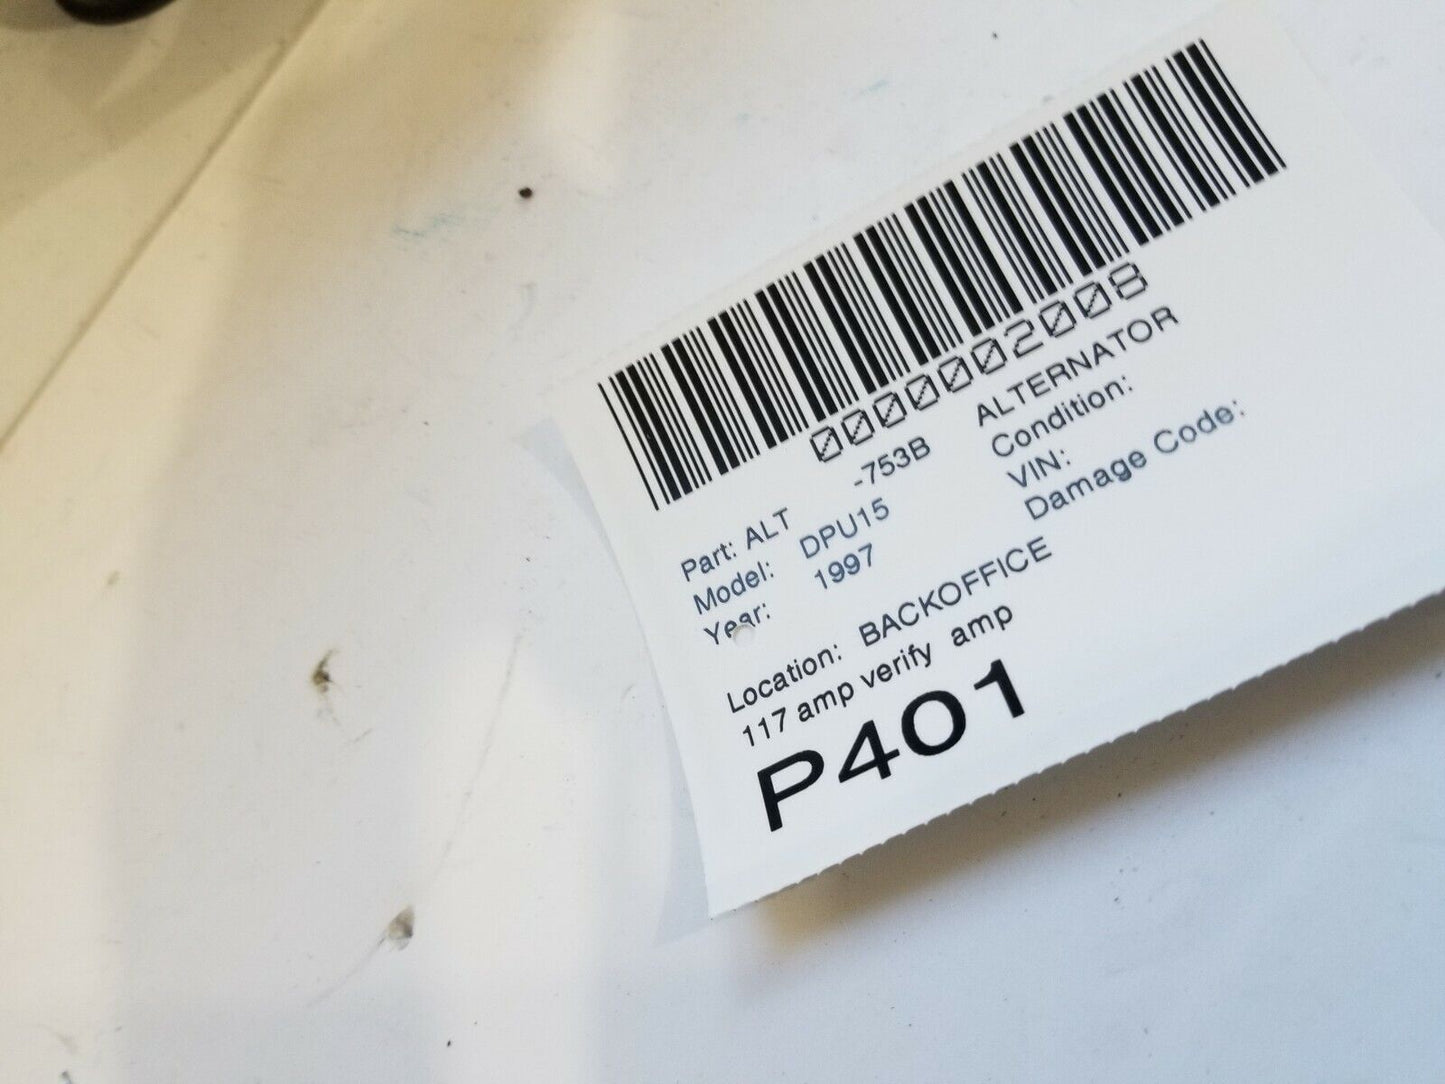 0000002008
Part: ALT -753B ALTERNATOR
Model: DPU15 Condition:
Year: 1997 VIN:
Damage Code:
Location: BACKOFFICE
117 amp verify amp
P401